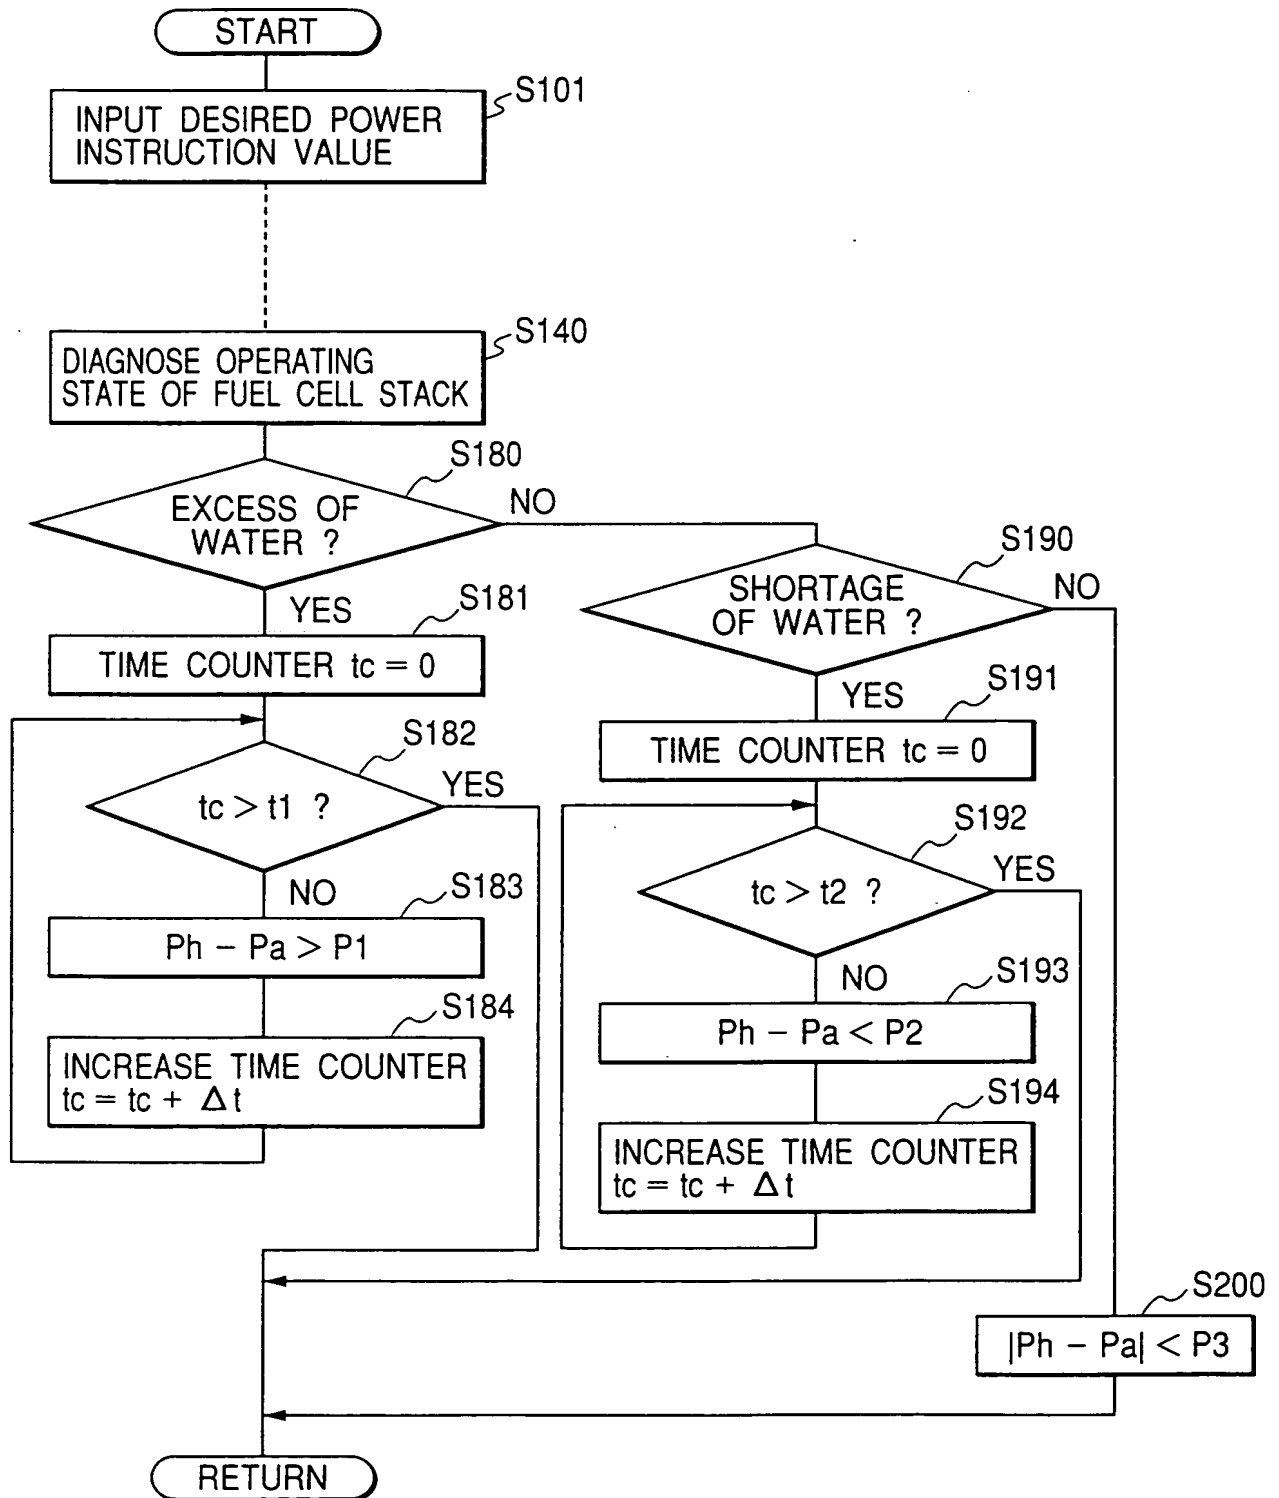 START
S101
INPUT DESIRED POWER
INSTRUCTION VALUE
S140
DIAGNOSE OPERATING
STATE OF FUEL CELL STACK
S180
EXCESS OF
WATER ?
NO
YES
S181
TIME COUNTER tc = 0
S182
tc > t1 ?
YES
NO
S183
Ph – Pa > P1
S184
INCREASE TIME COUNTER
tc = tc + Δt
S190
SHORTAGE
OF WATER ?
NO
YES
S191
TIME COUNTER tc = 0
S192
tc > t2 ?
YES
NO
S193
Ph – Pa < P2
S194
INCREASE TIME COUNTER
tc = tc + Δt
S200
|Ph – Pa| < P3
RETURN